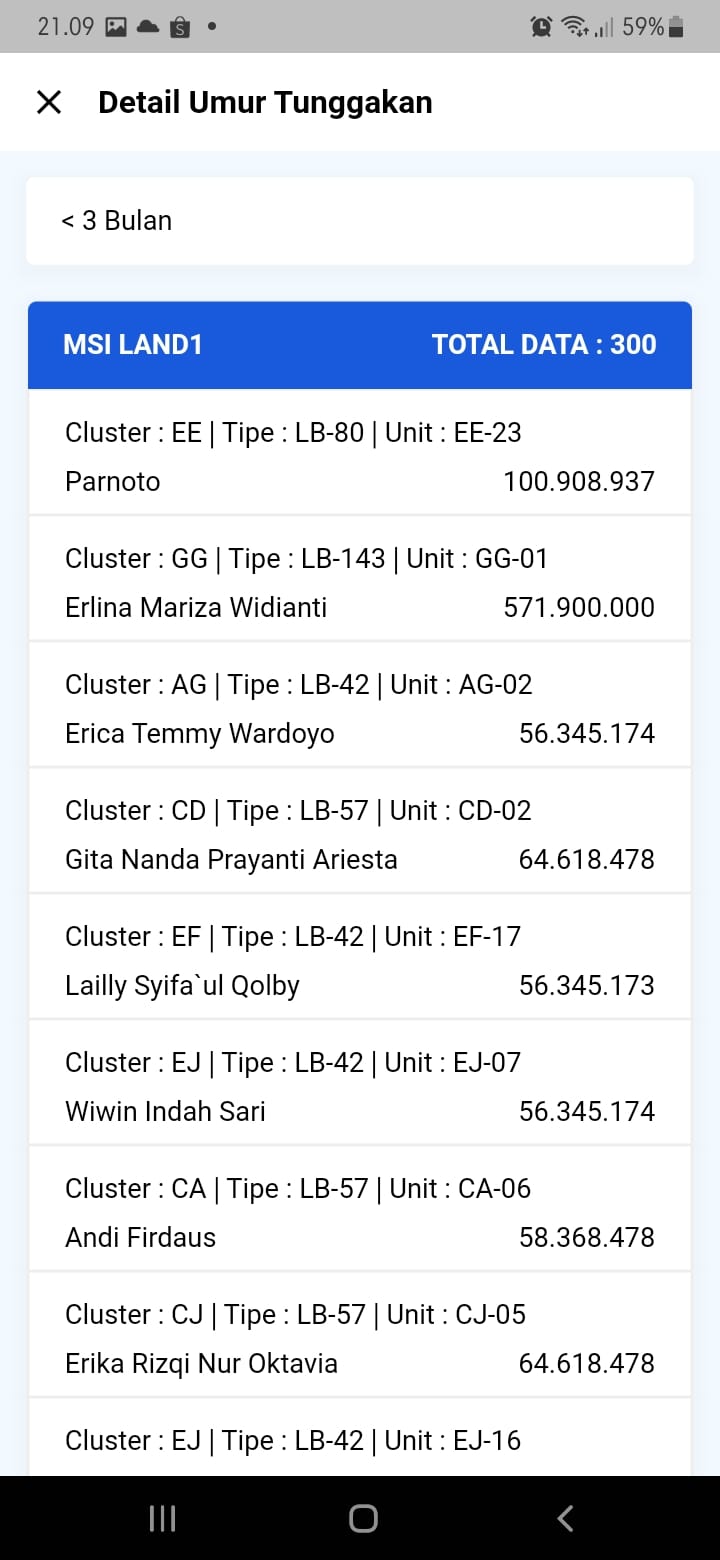 21.09
59%
Detail Umur Tunggakan
< 3 Bulan
MSI LAND1 TOTAL DATA : 300
Cluster : EE | Tipe : LB-80 | Unit : EE-23
Parnoto 100.908.937
Cluster : GG | Tipe : LB-143 | Unit : GG-01
Erlina Mariza Widianti 571.900.000
Cluster : AG | Tipe : LB-42 | Unit : AG-02
Erica Temmy Wardoyo 56.345.174
Cluster : CD | Tipe : LB-57 | Unit : CD-02
Gita Nanda Prayanti Ariesta 64.618.478
Cluster : EF | Tipe : LB-42 | Unit : EF-17
Lailly Syifa`ul Qolby 56.345.173
Cluster : EJ | Tipe : LB-42 | Unit : EJ-07
Wiwin Indah Sari 56.345.174
Cluster : CA | Tipe : LB-57 | Unit : CA-06
Andi Firdaus 58.368.478
Cluster : CJ | Tipe : LB-57 | Unit : CJ-05
Erika Rizqi Nur Oktavia 64.618.478
Cluster : EJ | Tipe : LB-42 | Unit : EJ-16